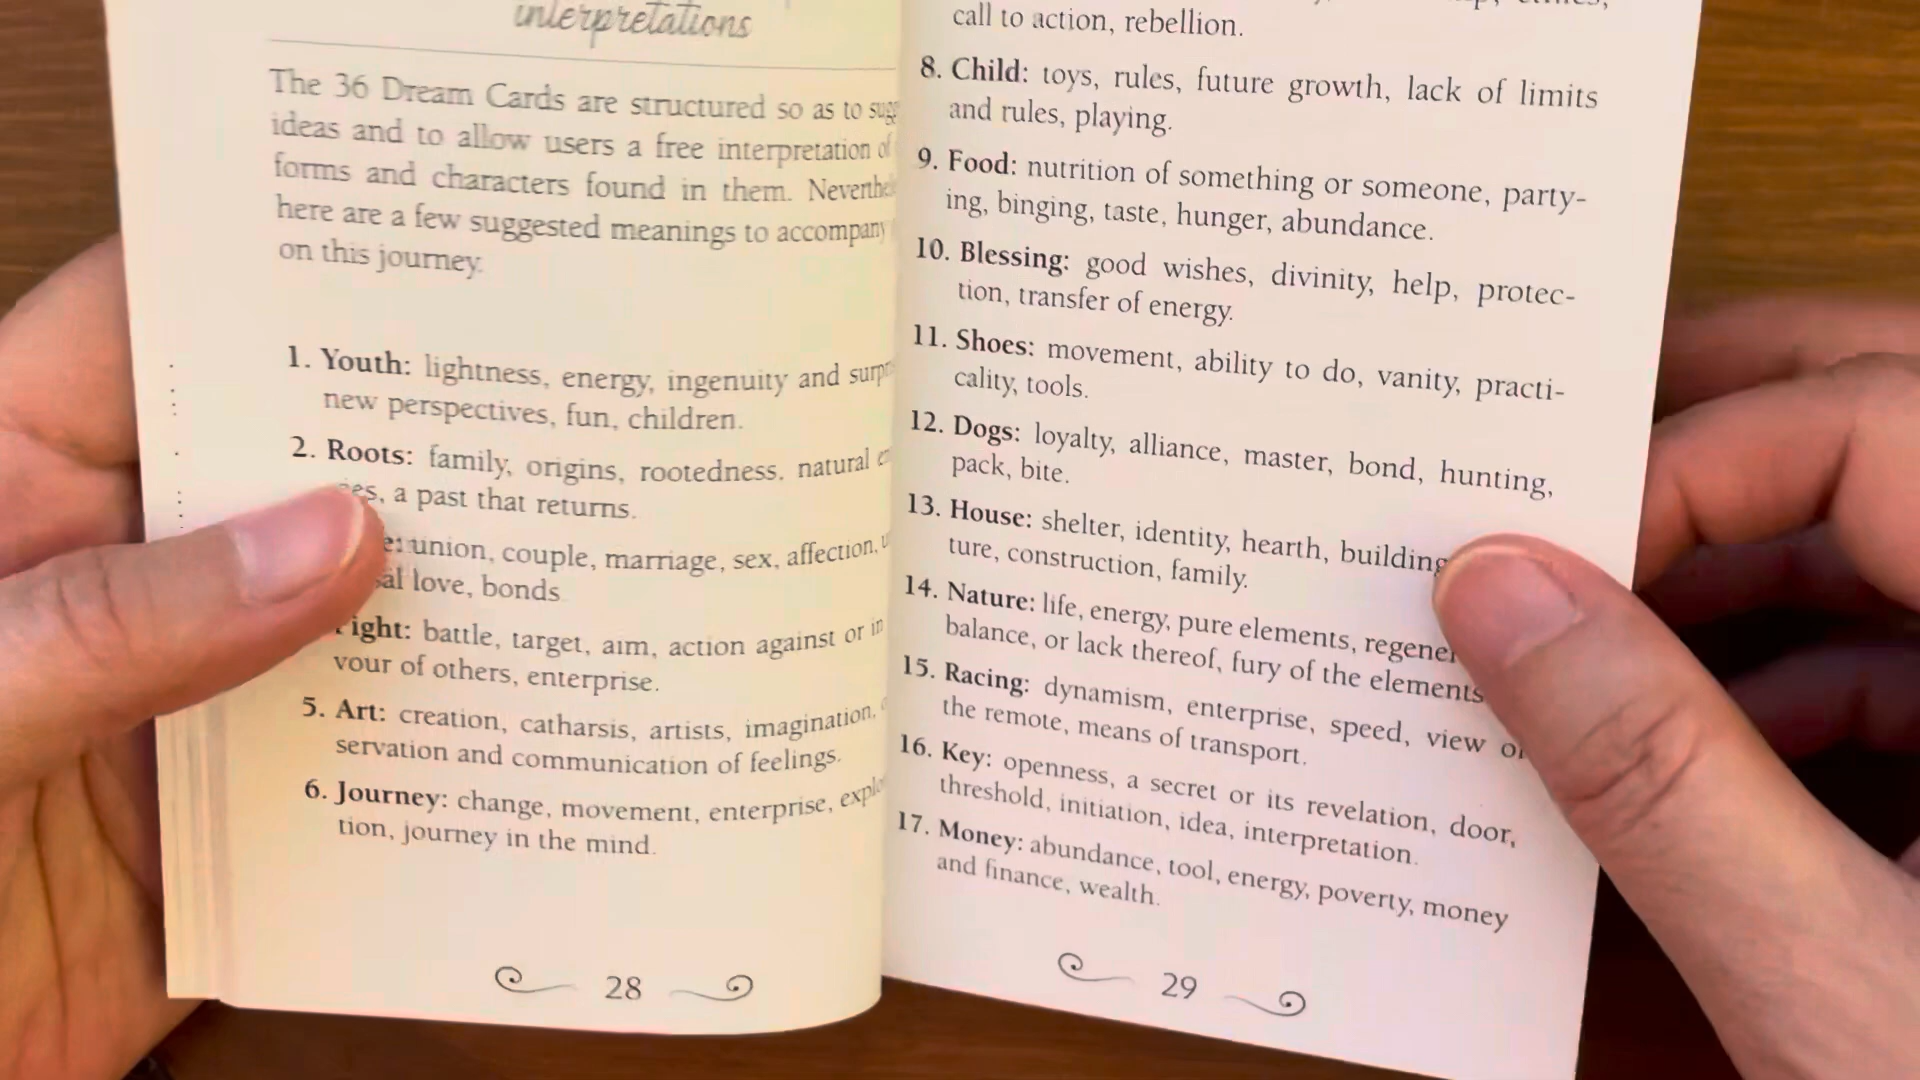 interpretations
The 36 Dream Cards are structured so as to
ideas and to allow users a free interpretation of
forms and characters found in them.
here are a few suggested meanings to accompany
on this journey.
1. Youth: lightness, energy, ingenuity and
new perspectives, fun, children.
2. Roots: family, origins, rootedness, natural
a past that returns.
union, couple, marriage, sex, affection,
love, bonds.
battle, target, aim, action against or in
vour of others, enterprise.
5. Art: creation, catharsis, artists, imagination,
servation and communication of feelings.
6. Journey: change, movement, enterprise,
tion, journey in the mind.
28
call to action, rebellion.
8. Child: toys, rules, future growth, lack of limits
and rules, playing.
9. Food: nutrition of something or someone, party-
ing, binging, taste, hunger, abundance.
10. Blessing: good wishes, divinity, help, protec-
tion, transfer of energy.
11. Shoes: movement, ability to do, vanity, practi-
cality, tools.
12. Dogs: loyalty, alliance, master, bond, hunting,
pack, bite.
13. House: shelter, identity, hearth, building
ture, construction, family.
14. Nature: life, energy, pure elements,
balance, or lack thereof, fury of the elements
15. Racing: dynamism, enterprise, speed, view
the remote, means of transport.
16. Key: openness, a secret or its revelation, door,
threshold, initiation, idea, interpretation.
17. Money: abundance, tool, energy, poverty, money
and finance, wealth.
29